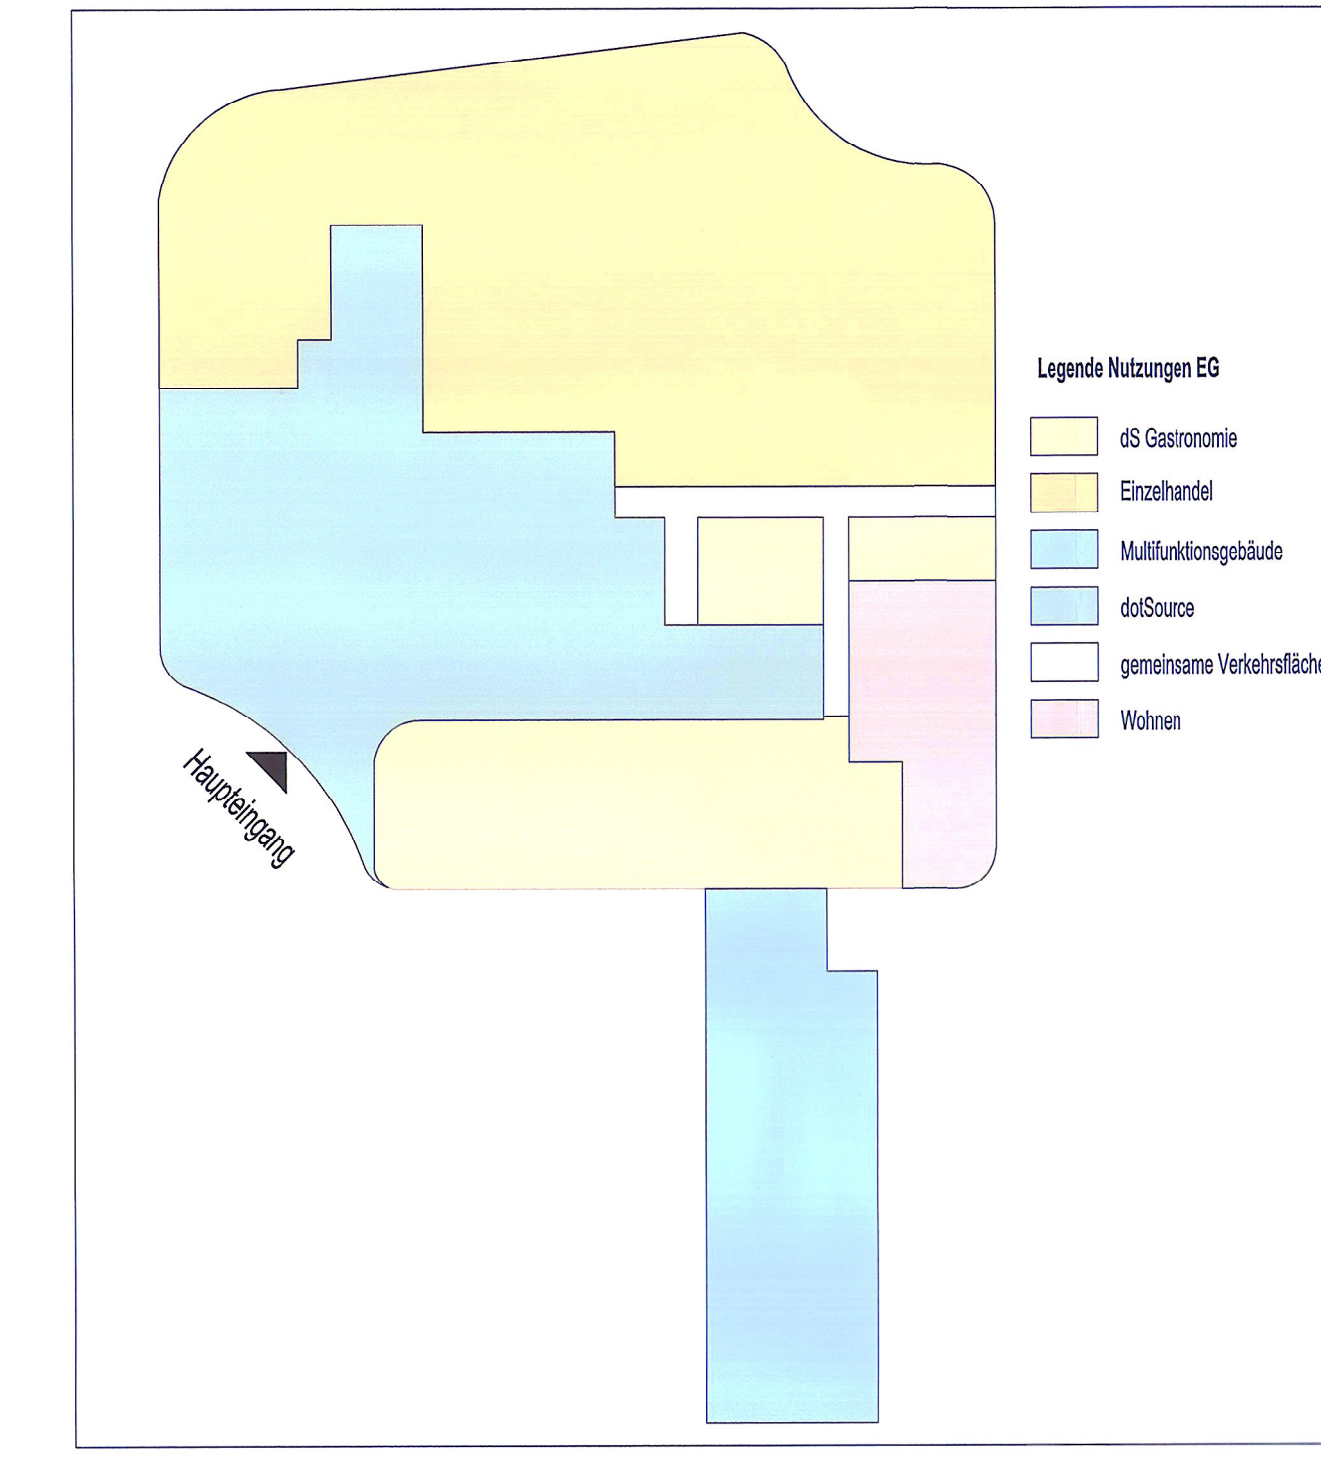 Legende Nutzungen EG
dS Gastronomie
Einzelhandel
Multifunktionsgebäude
dotSource
gemeinsame Verkehrsfläche
Wohnen
Haupteingang